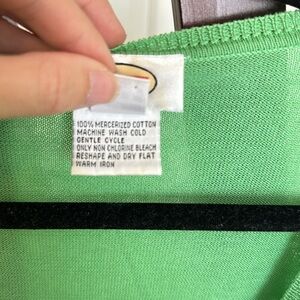 100% MERCERIZED COTTON
MACHINE WASH COLD
GENTLE CYCLE
ONLY NON CHLORINE BLEACH
RESHAPE AND DRY FLAT
WARM IRON